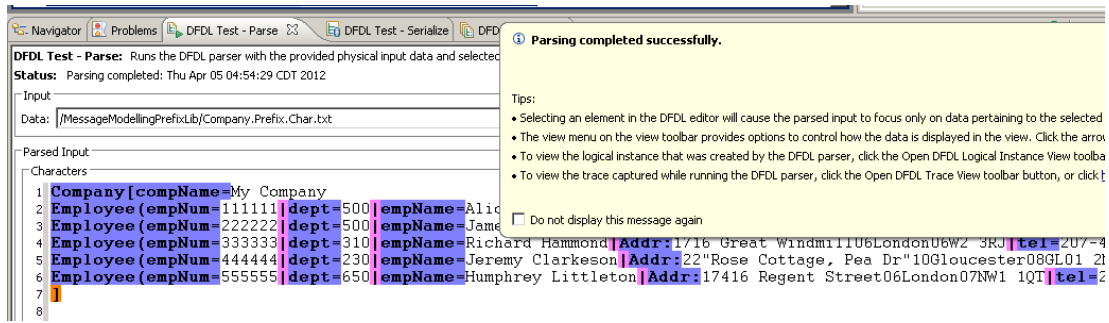 Navigator Problems DFDL Test - Parse DFDL Test - Serialize DFD
DFDL Test - Parse: Runs the DFDL parser with the provided physical input data and selected
Status: Parsing completed: Thu Apr 05 04:54:29 CDT 2012
Input
Data: /MessageModellingPrefixLib/Company.Prefix.Char.txt
Parsed Input
Characters
1 Company[compName=My Company
2 Employee(empNum=111111|dept=500|empName=Alic
3 Employee(empNum=222222|dept=500|empName=Jame
4 Employee(empNum=333333|dept=310|empName=Richard Hammond|Addr:1716 Great Windmill06London06W2 3RJ|tel=207-4
5 Employee(empNum=444444|dept=230|empName=Jeremy Clarkeson|Addr:22"Rose Cottage, Pea Dr"10Gloucester08GL01 2
6 Employee(empNum=555555|dept=650|empName=Humphrey Littleton|Addr:17416 Regent Street06London07NW1 1QT|tel=2
7 ]
8
Parsing completed successfully.
Tips:
• Selecting an element in the DFDL editor will cause the parsed input to focus only on data pertaining to the selected
• The view menu on the view toolbar provides options to control how the data is displayed in the view. Click the arro
• To view the logical instance that was created by the DFDL parser, click the Open DFDL Logical Instance View toolba
• To view the trace captured while running the DFDL parser, click the Open DFDL Trace View toolbar button, or click
Do not display this message again